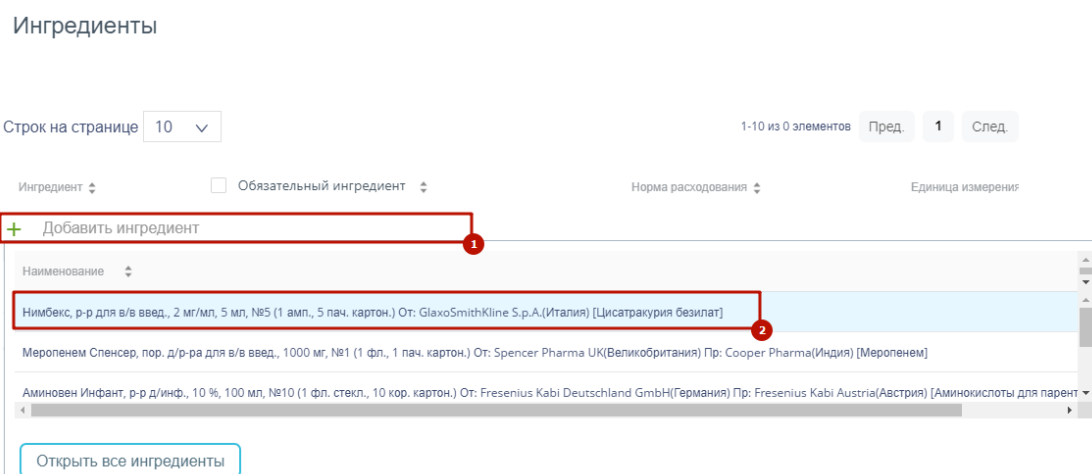 Ингредиенты
Строк на странице 10 1-10 из 0 элементов Пред. 1 След.
Ингредиент Обязательный ингредиент Норма расходования Единица измерения
+ Добавить ингредиент
1
Наименование
Нимбекс, р-р для в/в введ., 2 мг/мл, 5 мл, №5 (1 амп., 5 пач. картон.) От: GlaxoSmithKline S.p.A.(Италия) [Цисатракурия безилат]
2
Меропенем Спенсер, пор. д/р-ра для в/в введ., 1000 мг, №1 (1 фл., 1 пач. картон.) От: Spencer Pharma UK(Великобритания) Пр: Cooper Pharma(Индия) [Меропенем]
Аминовен Инфант, р-р д/инф., 10 %, 100 мл, №10 (1 фл. стекл., 10 кор. картон.) От: Fresenius Kabi Deutschland GmbH(Германия) Пр: Fresenius Kabi Austria(Австрия) [Аминокислоты для парент
Открыть все ингредиенты